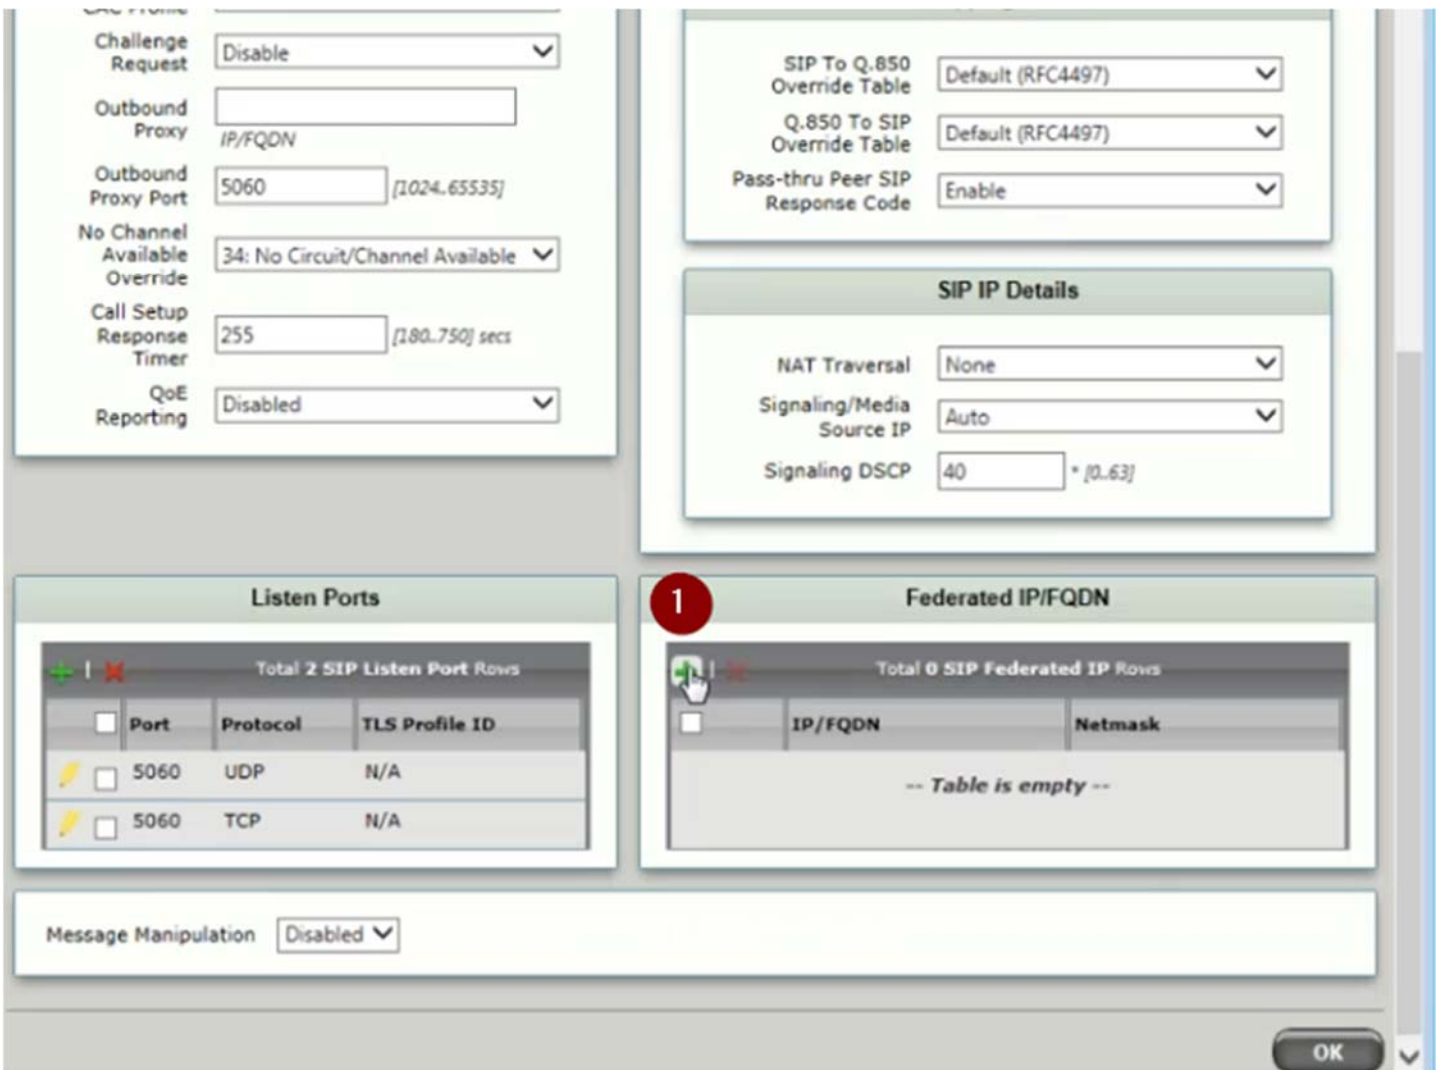 CAC Profile
Challenge
Request
Disable
Outbound
Proxy
IP/FQDN
Outbound
Proxy Port
5060
[1024..65535]
No Channel
Available
Override
34: No Circuit/Channel Available
Call Setup
Response
Timer
255
[180..750] secs
QoE
Reporting
Disabled
SIP To Q.850
Override Table
Default (RFC4497)
Q.850 To SIP
Override Table
Default (RFC4497)
Pass-thru Peer SIP
Response Code
Enable
SIP IP Details
NAT Traversal
None
Signaling/Media
Source IP
Auto
Signaling DSCP
40
* [0..63]
Listen Ports
Total 2 SIP Listen Port Rows
Port Protocol TLS Profile ID
5060 UDP N/A
5060 TCP N/A
1
Federated IP/FQDN
Total 0 SIP Federated IP Rows
IP/FQDN Netmask
-- Table is empty --
Message Manipulation Disabled
OK